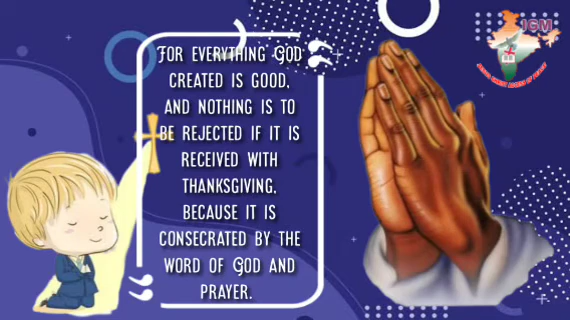 For everything God
created is good,
and nothing is to
be rejected if it is
received with
thanksgiving,
because it is
consecrated by the
word of God and
prayer.
IGM